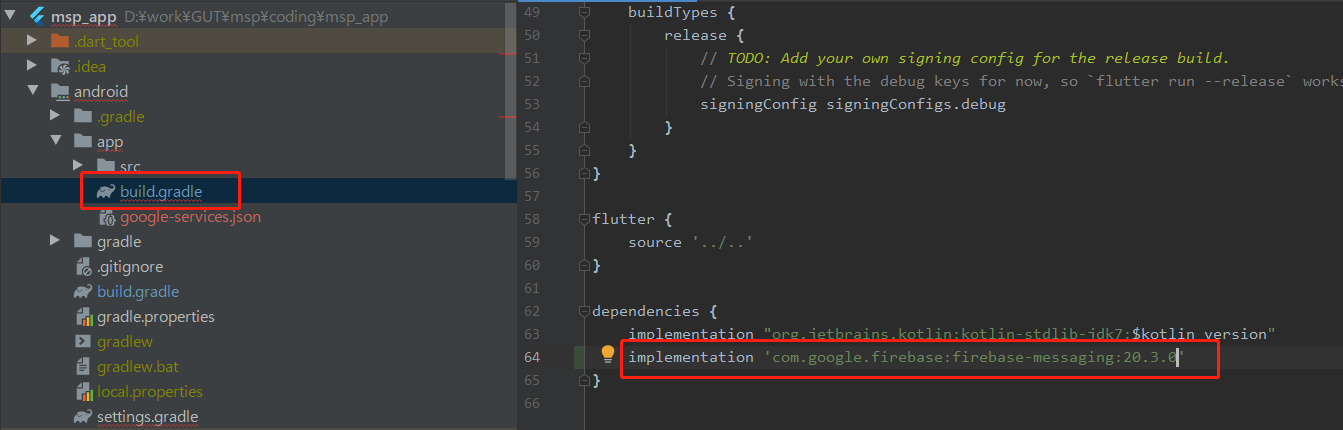 msp_app D:¥work¥GUT¥msp¥coding¥msp_app
.dart_tool
.idea
android
.gradle
app
src
build.gradle
google-services.json
gradle
.gitignore
build.gradle
gradle.properties
gradlew
gradlew.bat
local.properties
settings.gradle
49 buildTypes {
50 release {
51 // TODO: Add your own signing config for the release build.
52 // Signing with the debug keys for now, so `flutter run --release` works
53 signingConfig signingConfigs.debug
54 }
55 }
56 }
57
58 flutter {
59 source '../..'
60 }
61
62 dependencies {
63 implementation "org.jetbrains.kotlin:kotlin-stdlib-jdk7:$kotlin_version"
64 implementation 'com.google.firebase:firebase-messaging:20.3.0'
65 }
66